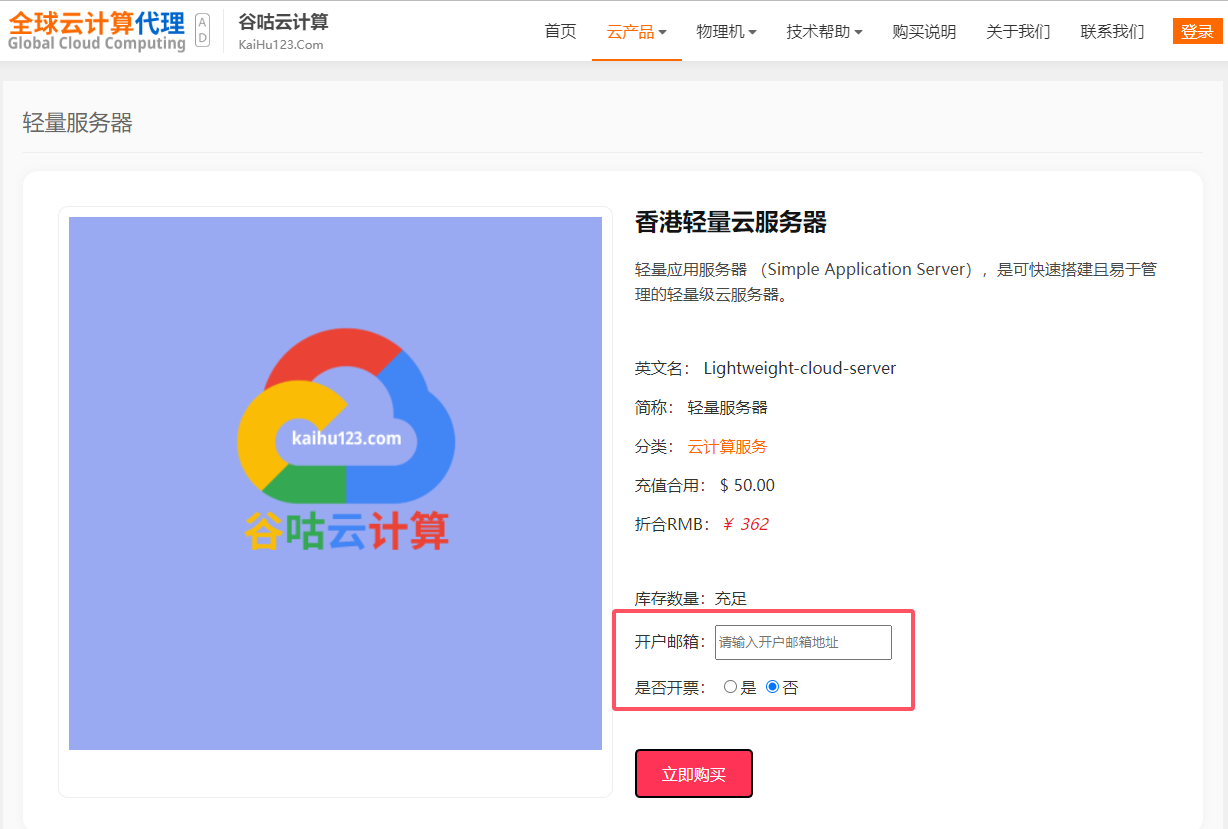 全球云计算代理
Global Cloud Computing
AD
谷咕云计算
KaiHu123.Com
首页 云产品 物理机 技术帮助 购买说明 关于我们 联系我们 登录
轻量服务器
kaihu123.com
谷咕云计算
香港轻量云服务器
轻量应用服务器 （Simple Application Server），是可快速搭建且易于管
理的轻量级云服务器。
英文名： Lightweight-cloud-server
简称： 轻量服务器
分类： 云计算服务
充值合用： $ 50.00
折合RMB： ￥ 362
库存数量：充足
开户邮箱：请输入开户邮箱地址
是否开票： 是 否
立即购买